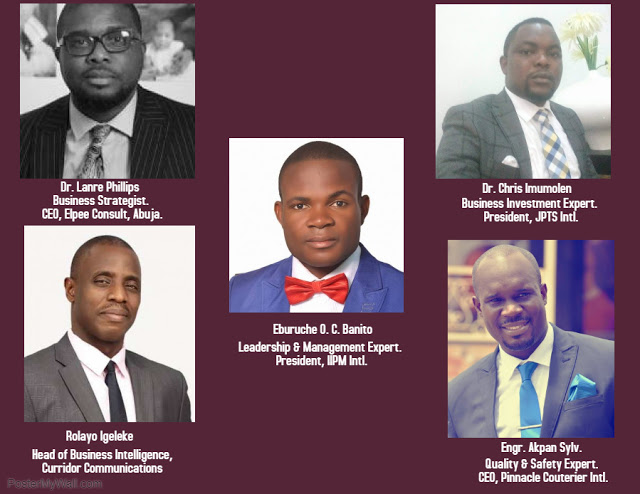 Dr. Lanre Phillips
Business Strategist.
CEO, Elpee Consult, Abuja.
Dr. Chris Imumolen
Business Investment Expert.
President, JPTS Intl.
Eburuche O. C. Banito
Leadership & Management Expert.
President, IIPM Intl.
Rolayo Igeleke
Head of Business Intelligence,
Curridor Communications
Engr. Akpan Sylv.
Quality & Safety Expert.
CEO, Pinnacle Couterier Intl.
PosterMyWall.com